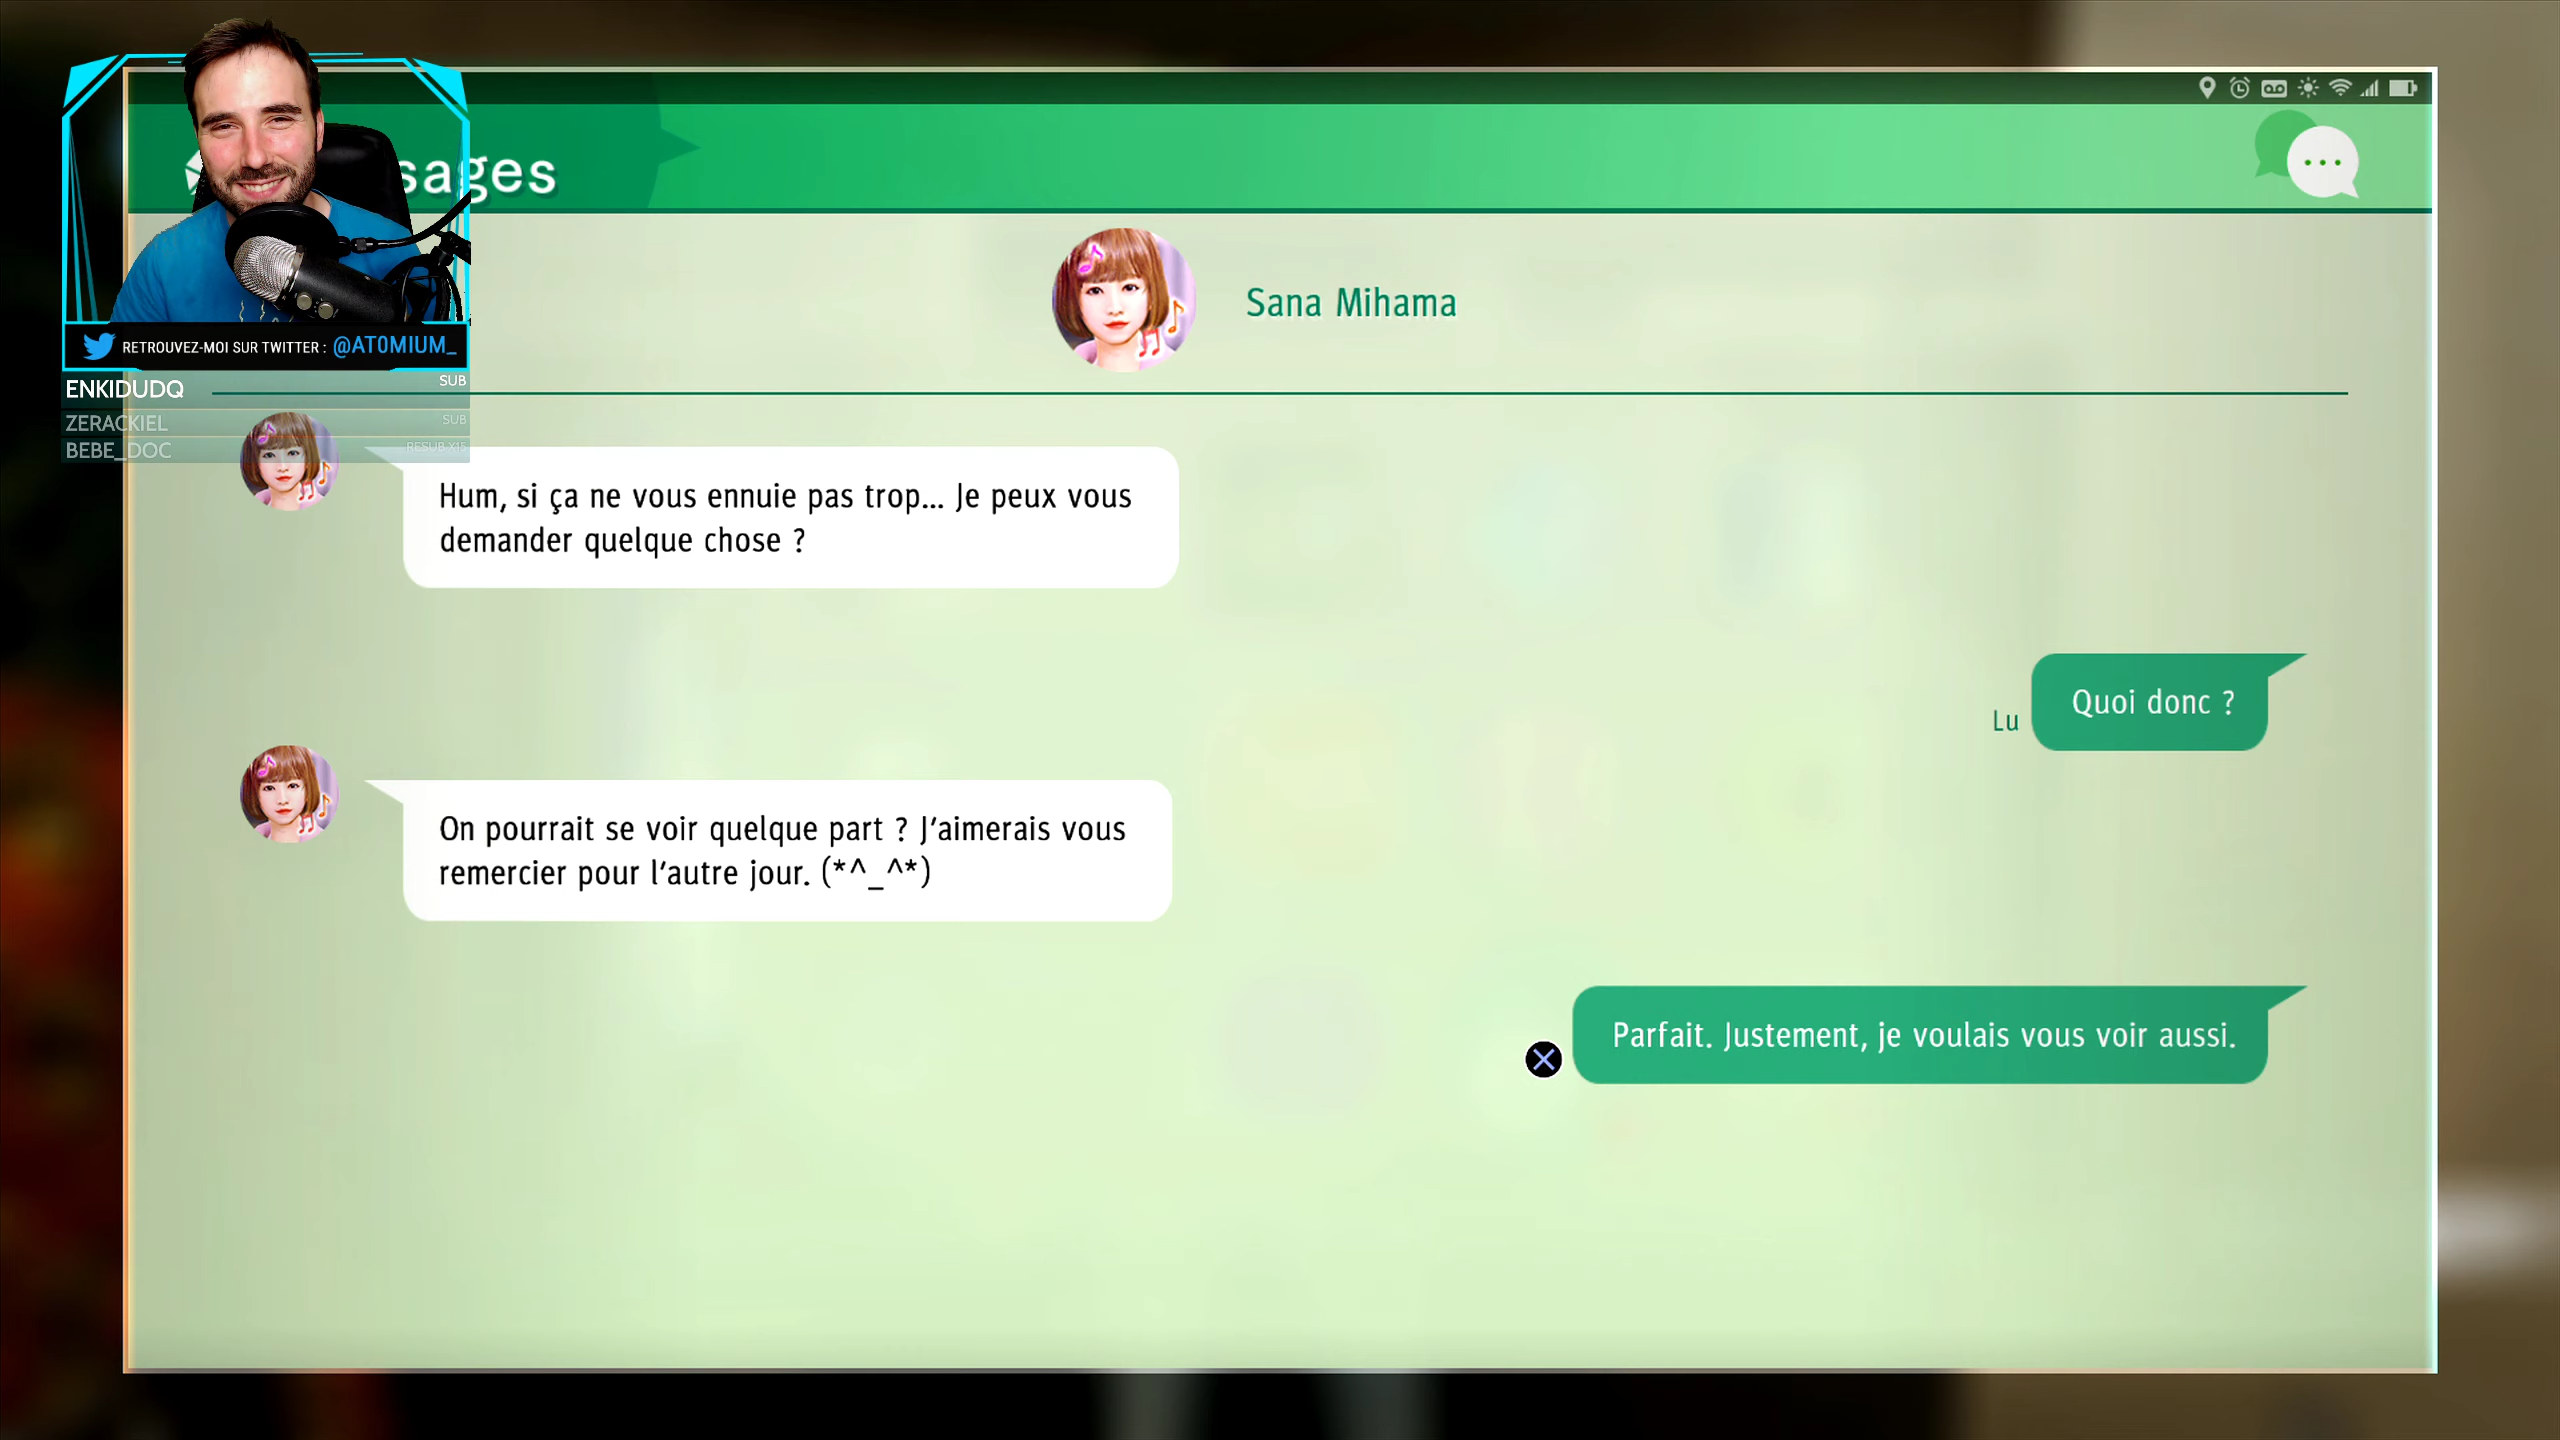 sages
Sana Mihama
RETROUVEZ-MOI SUR TWITTER : @AT0MIUM_
ENKIDUDQ SUB
ZERACKIEL SUB
BEBE_DOC RESUB X15
Hum, si ça ne vous ennuie pas trop... Je peux vous
demander quelque chose ?
Quoi donc ?
Lu
On pourrait se voir quelque part ? J'aimerais vous
remercier pour l'autre jour. (*^_^*)
Parfait. Justement, je voulais vous voir aussi.